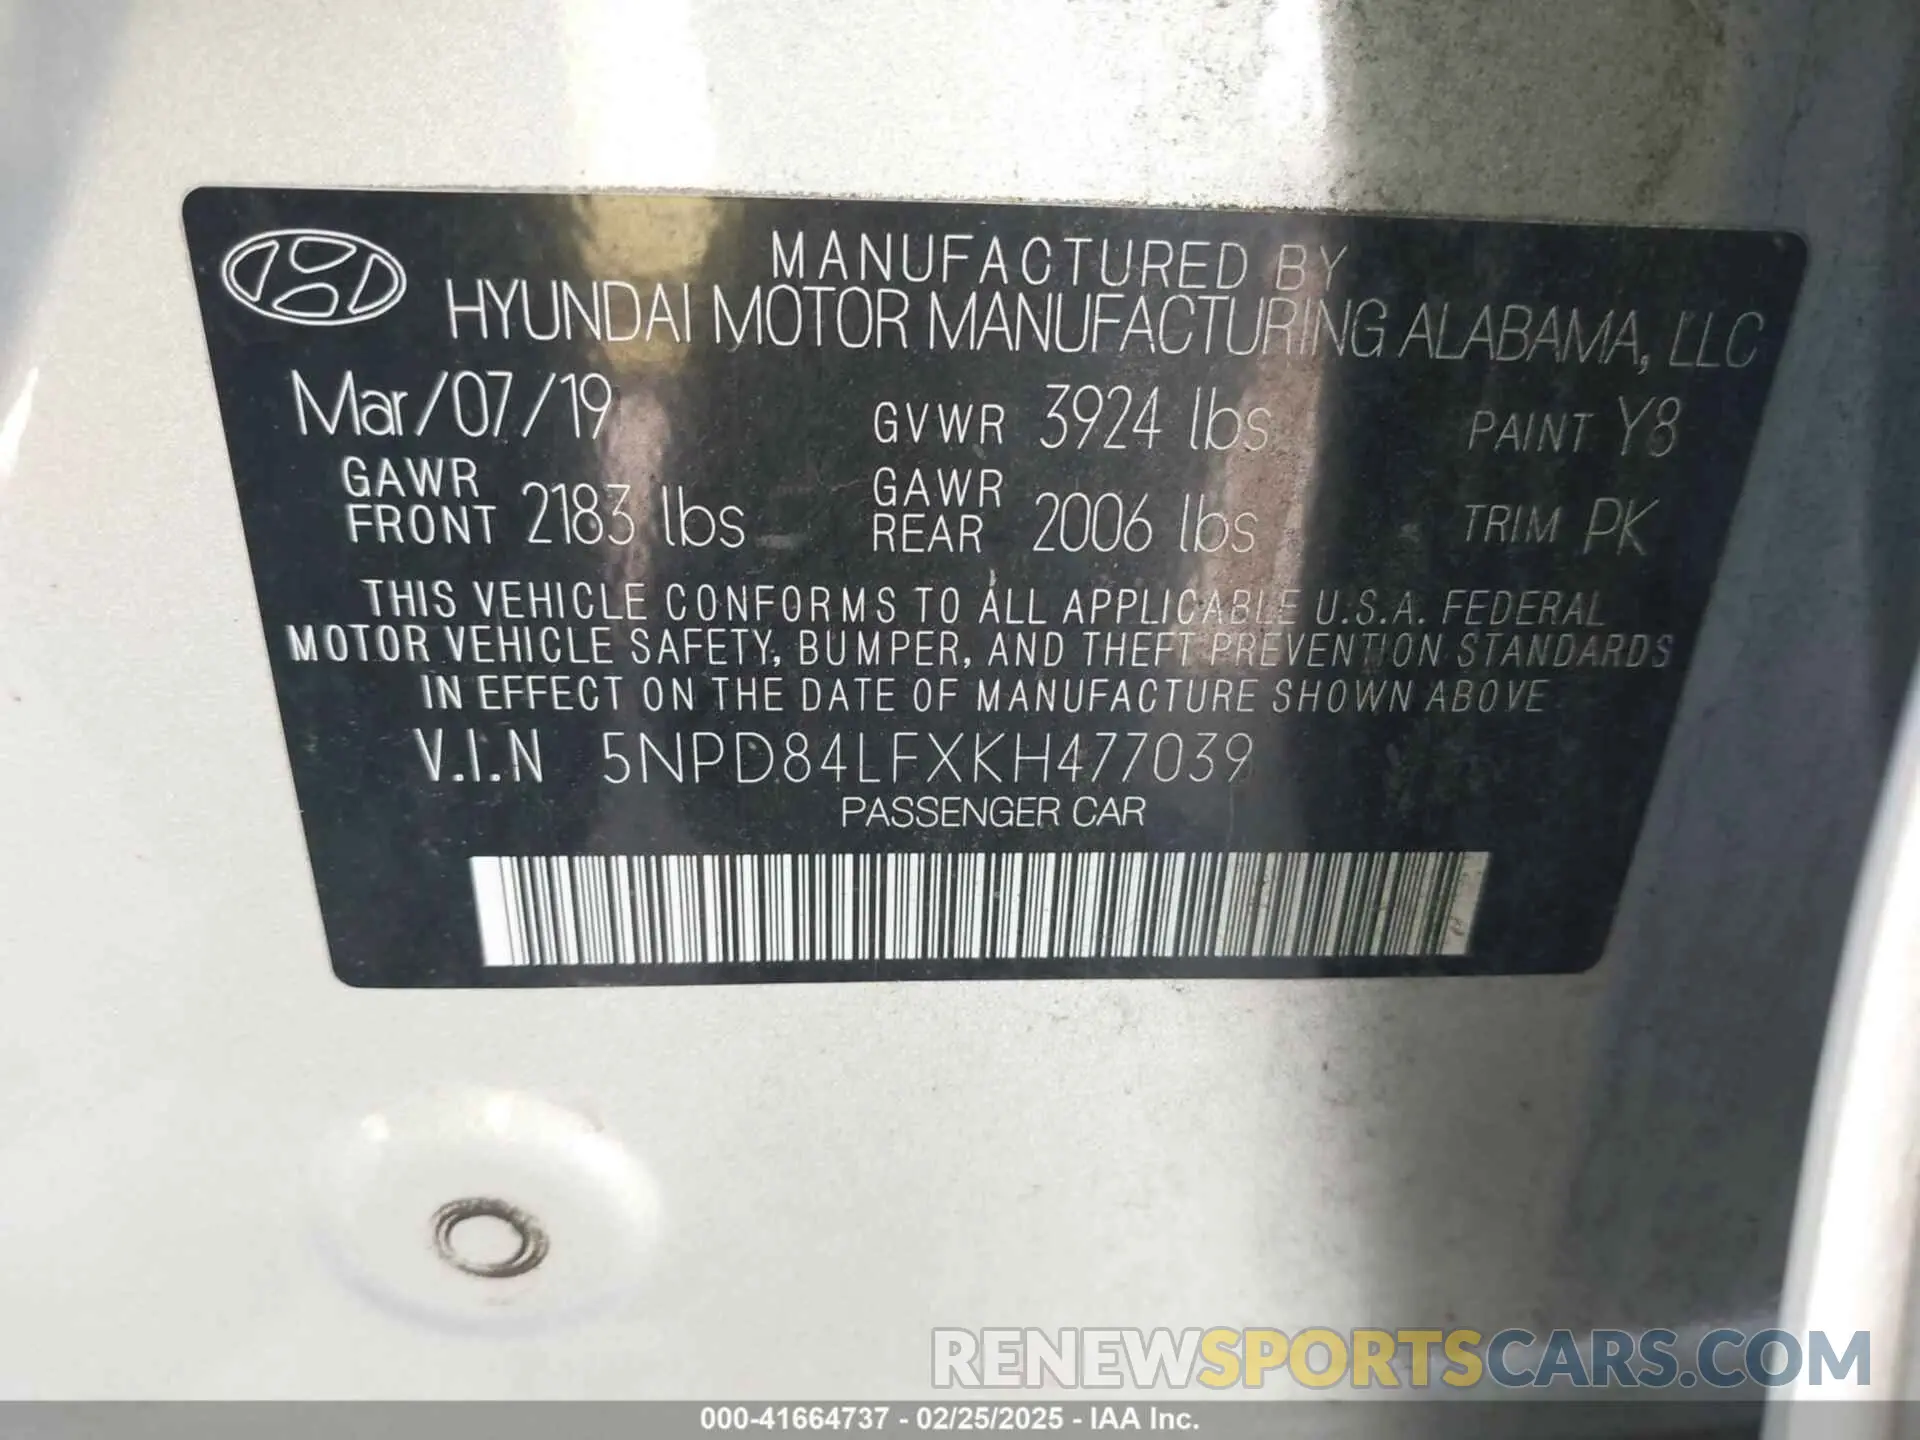 MANUFACTURED BY
HYUNDAI MOTOR MANUFACTURING ALABAMA, LLC
Mar/07/19 GVWR 3924 lbs PAINT Y8
GAWR FRONT 2183 lbs GAWR REAR 2006 lbs TRIM PK
THIS VEHICLE CONFORMS TO ALL APPLICABLE U.S.A. FEDERAL
MOTOR VEHICLE SAFETY, BUMPER, AND THEFT PREVENTION STANDARDS
IN EFFECT ON THE DATE OF MANUFACTURE SHOWN ABOVE
V.I.N 5NPD84LFXKH477039
PASSENGER CAR
RENEWSPORTSCARS.COM
000-41664737 - 02/25/2025 - IAA Inc.